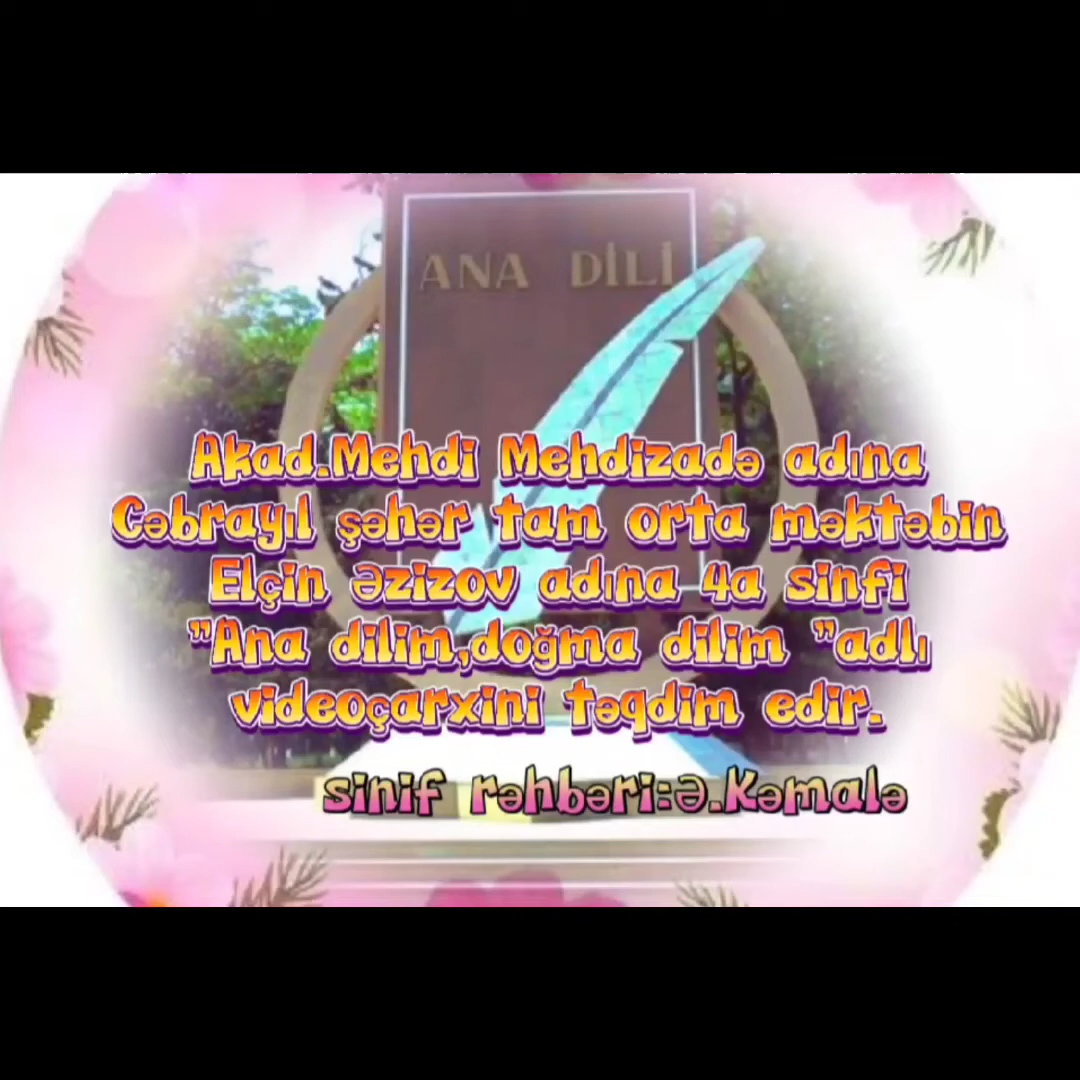 ANA DİLİ
Akad.Mehdi Mehdizadə adına
Cəbrayıl şəhər tam orta məktəbin
Elçin Əzizov adına 4a sinfi
"Ana dilim,doğma dilim "adlı
videoçarxini təqdim edir.
sinif rəhbəri:Ə.Kəmalə